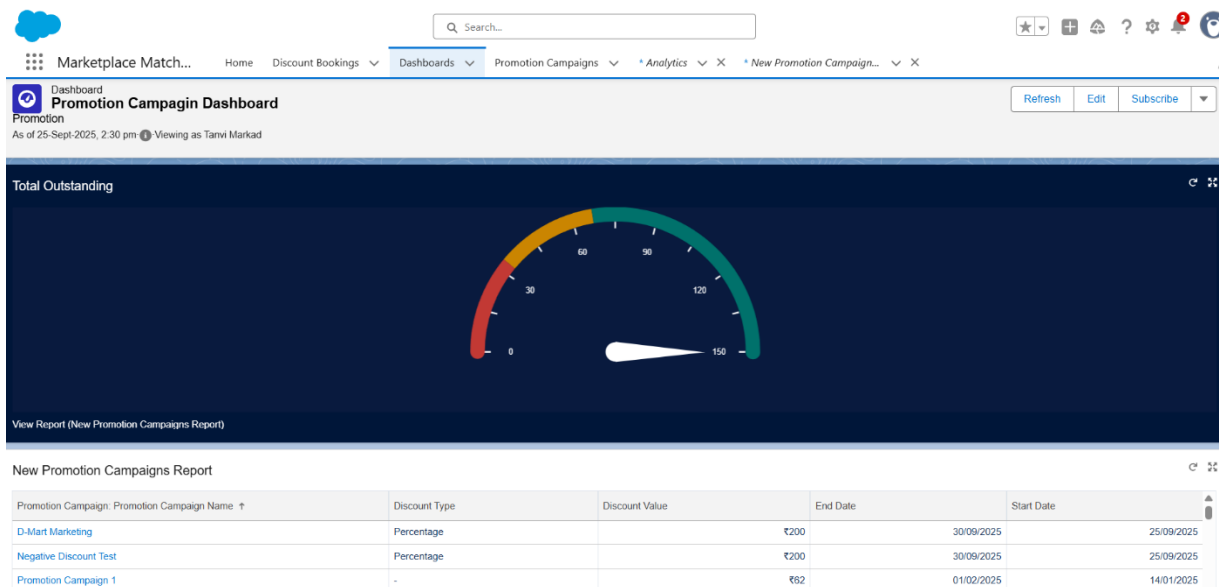 Search...
2
Marketplace Match... Home Discount Bookings Dashboards Promotion Campaigns * Analytics * New Promotion Campaign...
Dashboard
Promotion Campagin Dashboard
Promotion
As of 25-Sept-2025, 2:30 pm·Viewing as Tanvi Markad
Refresh Edit Subscribe
Total Outstanding
60 90
30 120
0 150
View Report (New Promotion Campaigns Report)
New Promotion Campaigns Report
Promotion Campaign: Promotion Campaign Name ↑ Discount Type Discount Value End Date Start Date
D-Mart Marketing Percentage ₹200 30/09/2025 25/09/2025
Negative Discount Test Percentage ₹200 30/09/2025 25/09/2025
Promotion Campaign 1 - ₹62 01/02/2025 14/01/2025